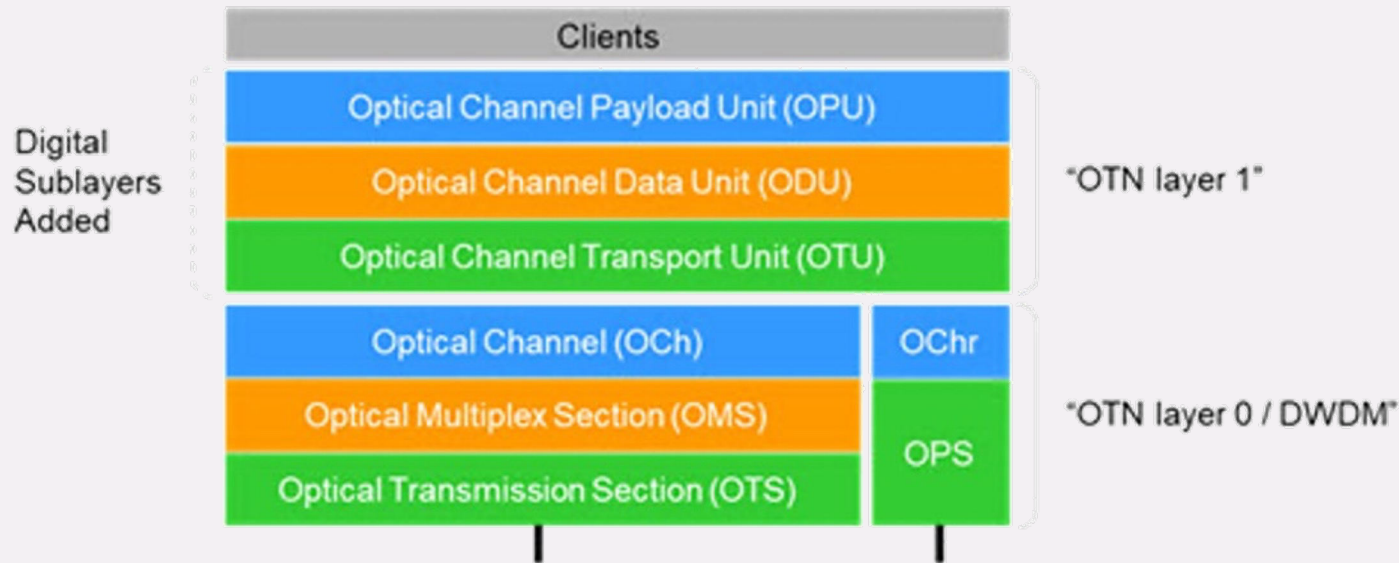 Clients
Optical Channel Payload Unit (OPU)
Digital
Sublayers
Added
Optical Channel Data Unit (ODU)
"OTN layer 1"
Optical Channel Transport Unit (OTU)
Optical Channel (OCh)
OChr
Optical Multiplex Section (OMS)
"OTN layer 0 / DWDM"
OPS
Optical Transmission Section (OTS)